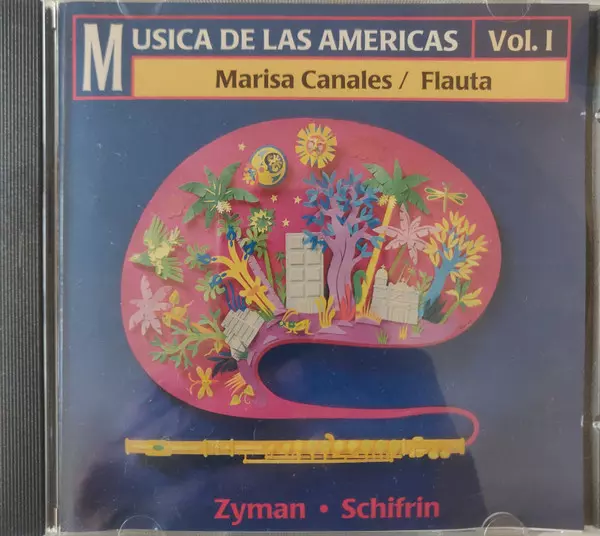 MUSICA DE LAS AMERICAS Vol. I
Marisa Canales / Flauta
Zyman • Schifrin